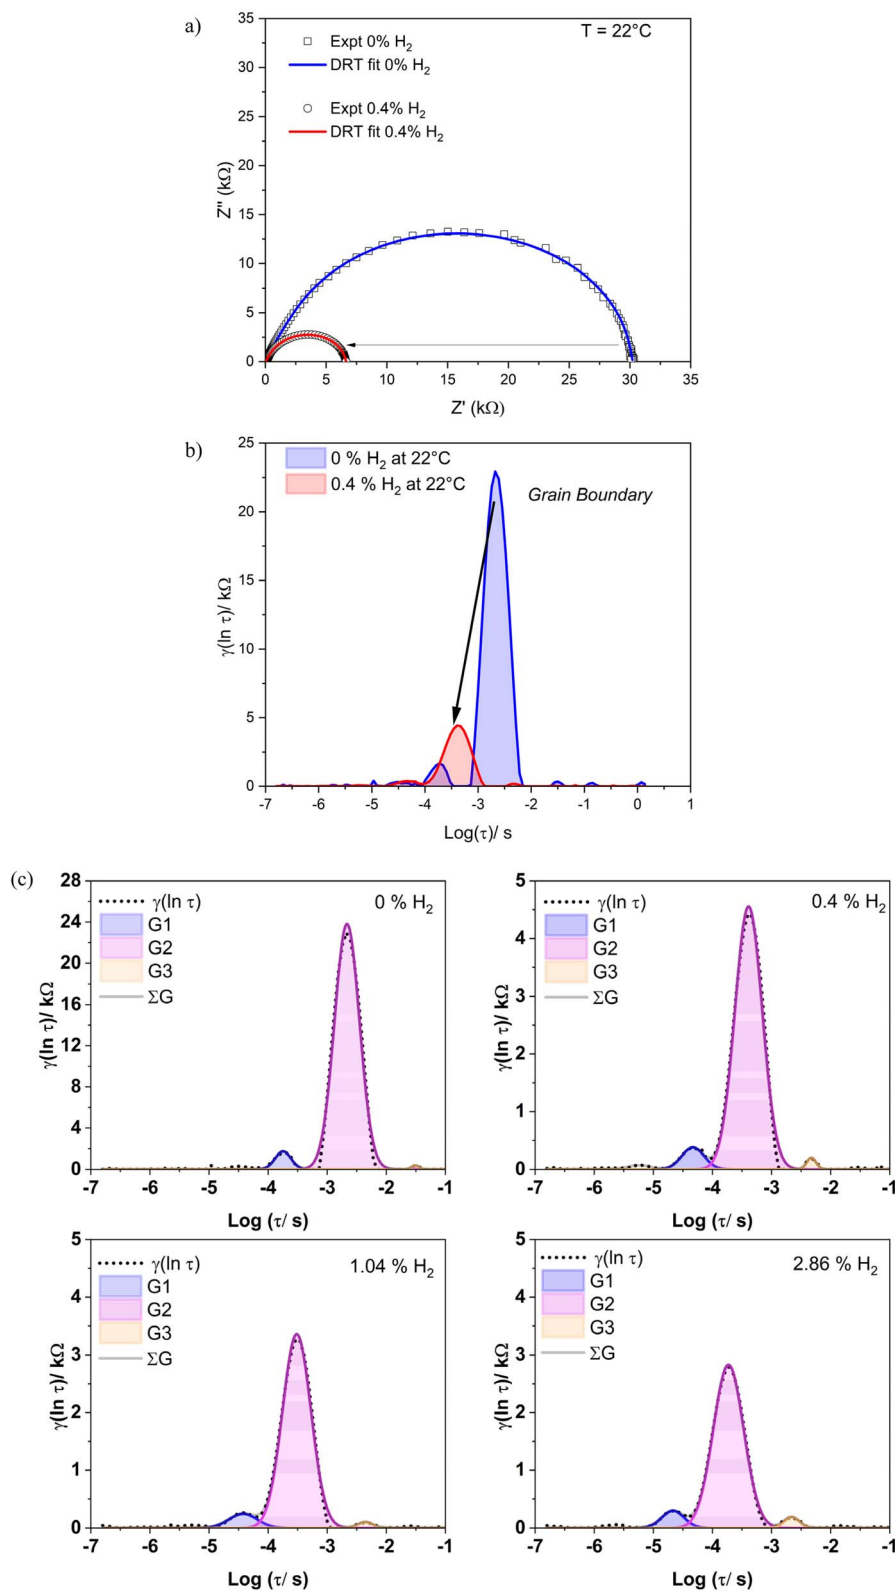 a)
35
30
25
20
15
10
5
0
Z'' (kΩ)
T = 22°C
Expt 0% H₂
DRT fit 0% H₂
Expt 0.4% H₂
DRT fit 0.4% H₂
0 5 10 15 20 25 30 35
Z' (kΩ)
b)
25
20
15
10
5
0
γ(ln τ)/ kΩ
0 % H₂ at 22°C
0.4 % H₂ at 22°C
Grain Boundary
-7 -6 -5 -4 -3 -2 -1 0 1
Log(τ)/ s
(c)
28
24
20
16
12
8
4
0
γ(ln τ)/ kΩ
γ(ln τ)
G1
G2
G3
ΣG
0 % H₂
-7 -6 -5 -4 -3 -2 -1
Log (τ/ s)
5
4
3
2
1
0
γ(ln τ)/ kΩ
γ(ln τ)
G1
G2
G3
ΣG
0.4 % H₂
-7 -6 -5 -4 -3 -2 -1
Log (τ/ s)
5
4
3
2
1
0
γ(ln τ)/ kΩ
γ(ln τ)
G1
G2
G3
ΣG
1.04 % H₂
-7 -6 -5 -4 -3 -2 -1
Log (τ/ s)
5
4
3
2
1
0
γ(ln τ)/ kΩ
γ(ln τ)
G1
G2
G3
ΣG
2.86 % H₂
-7 -6 -5 -4 -3 -2 -1
Log (τ/ s)